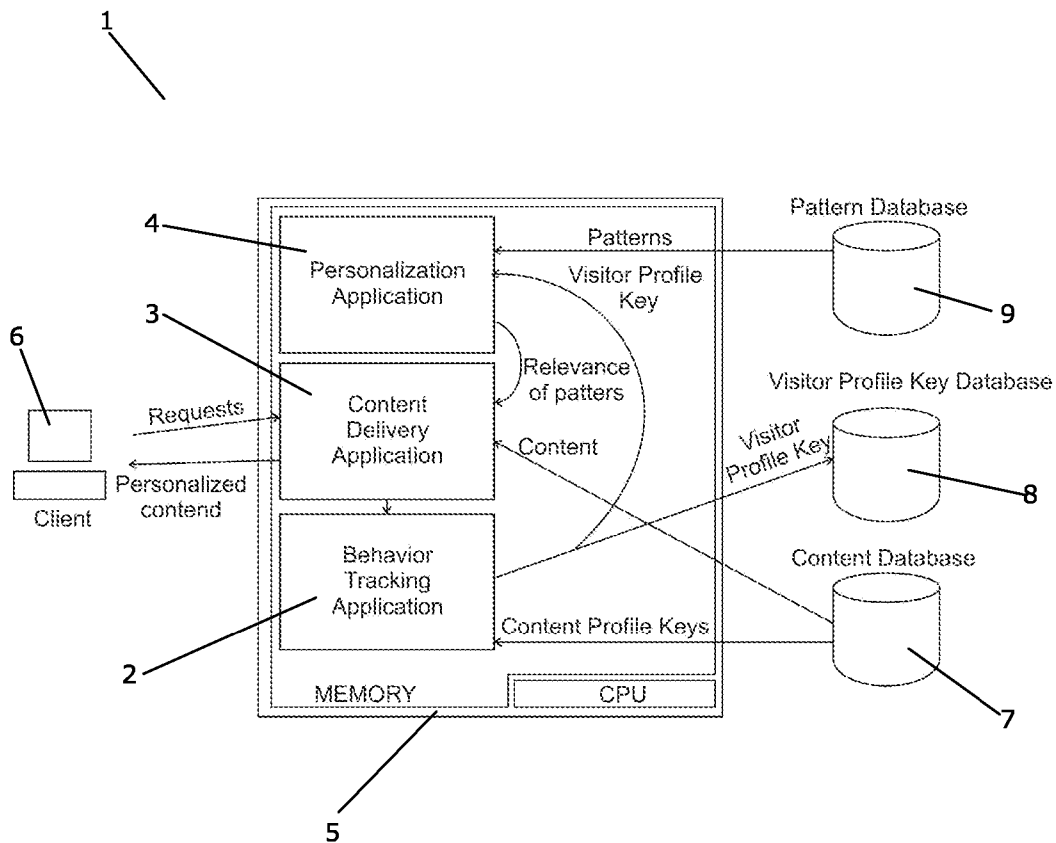 1
4
Personalization
Application
Patterns
Visitor Profile
Key
Pattern Database
9
3
6
Requests
Content
Delivery
Application
Relevance
of patters
Content
Visitor
Profile Key
Visitor Profile Key Database
8
Personalized
contend
Client
2
Behavior
Tracking
Application
Content Profile Keys
Content Database
7
MEMORY
CPU
5